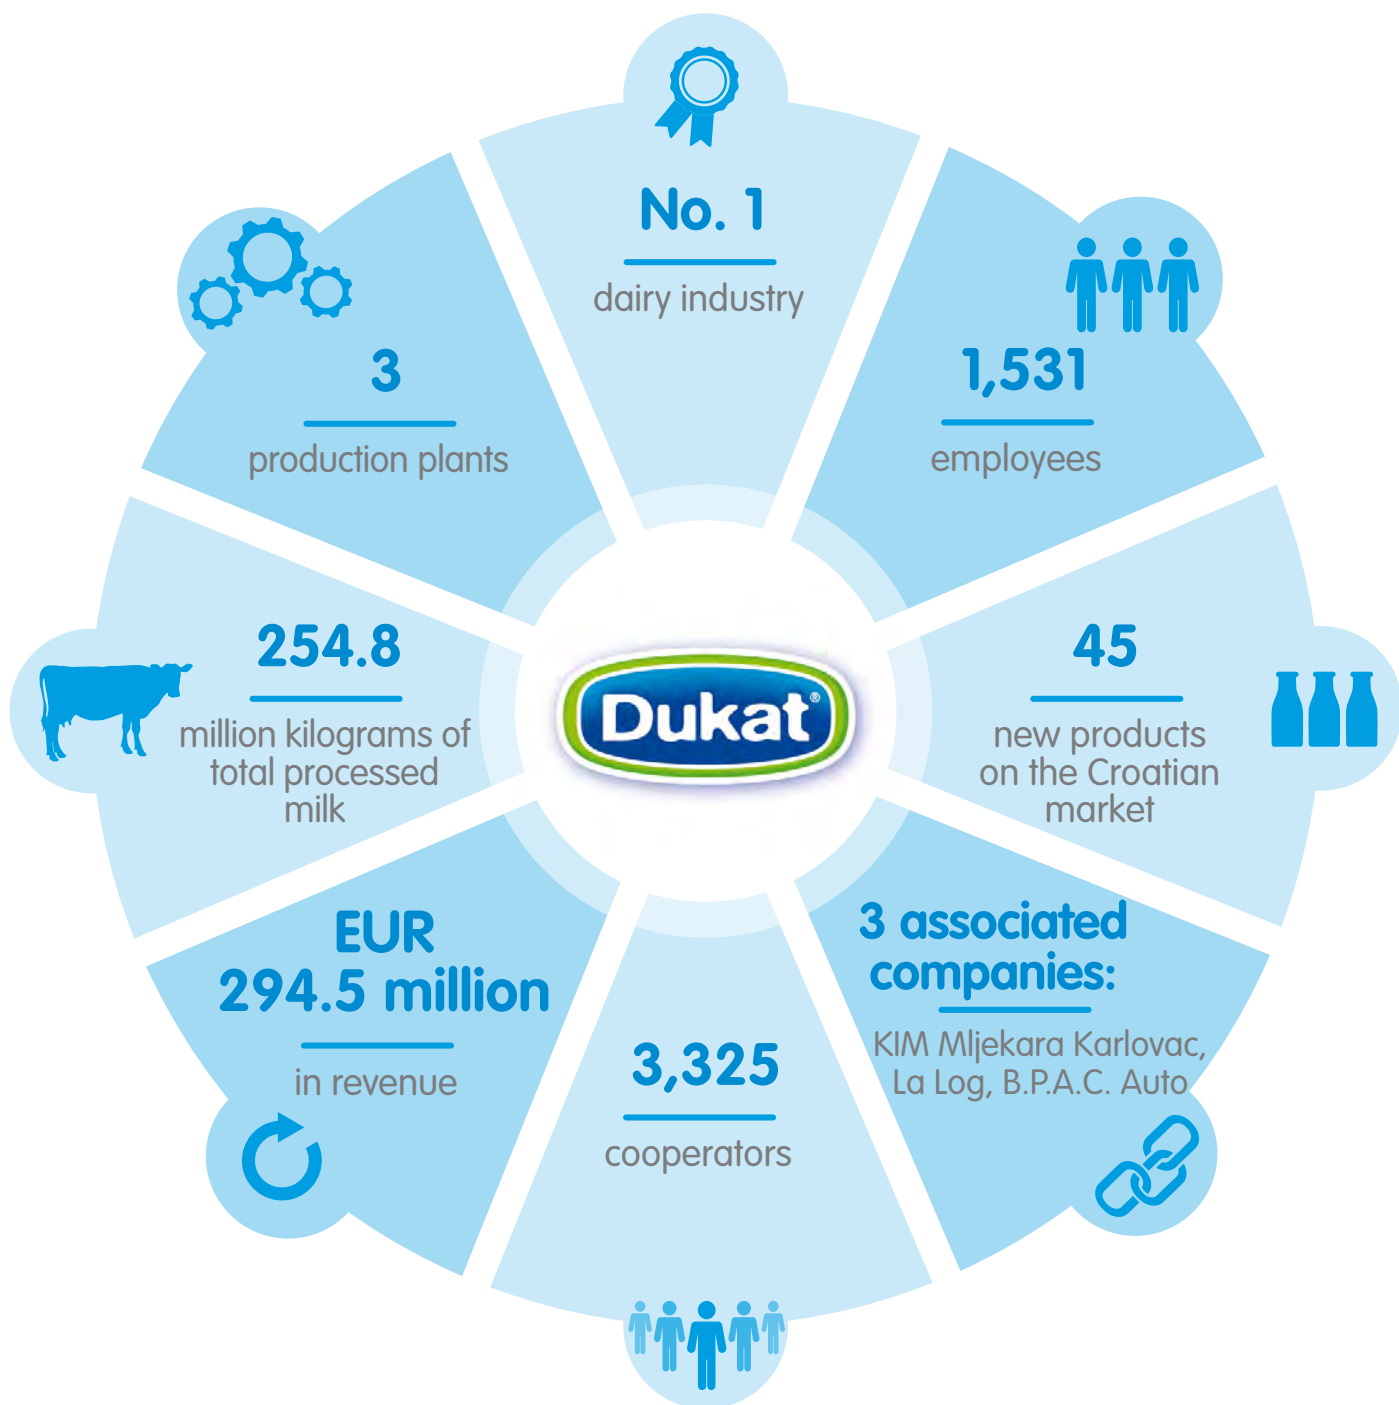 No. 1
dairy industry
1,531
employees
45
new products
on the Croatian
market
3 associated
companies:
KIM Mljekara Karlovac,
La Log, B.P.A.C. Auto
3,325
cooperators
EUR
294.5 million
in revenue
254.8
million kilograms of
total processed
milk
3
production plants
Dukat®